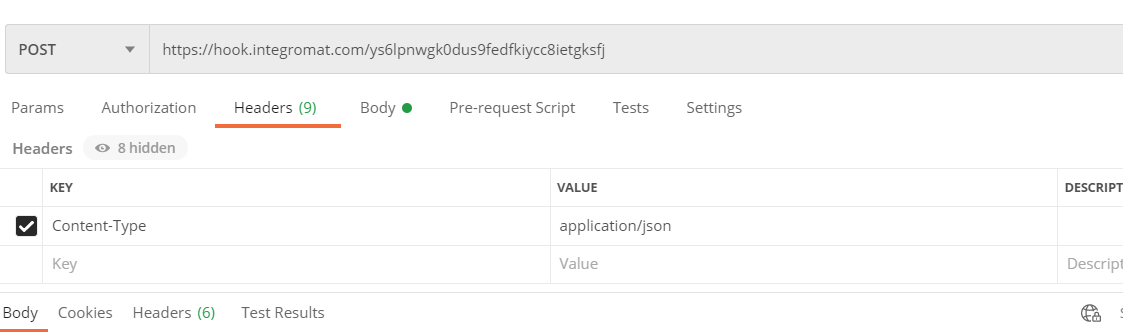 POST https://hook.integromat.com/ys6lpnwgk0dus9fedfkiycc8ietgksfj
Params Authorization Headers (9) Body Pre-request Script Tests Settings
Headers 8 hidden
KEY VALUE DESCRIPT
Content-Type application/json
Key Value Descript
Body Cookies Headers (6) Test Results